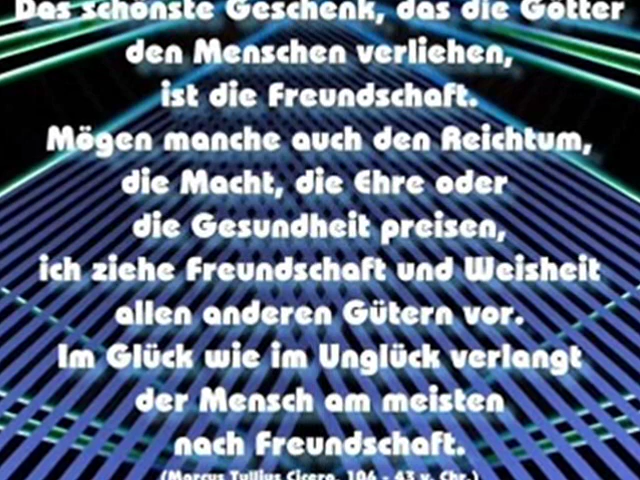 Das schönste Geschenk, das die Götter
den Menschen verliehen,
ist die Freundschaft.
Mögen manche auch den Reichtum,
die Macht, die Ehre oder
die Gesundheit preisen,
ich ziehe Freundschaft und Weisheit
allen anderen Gütern vor.
Im Glück wie im Unglück verlangt
der Mensch am meisten
nach Freundschaft.
(Marcus Tullius Cicero, 106 - 43 v. Chr.)